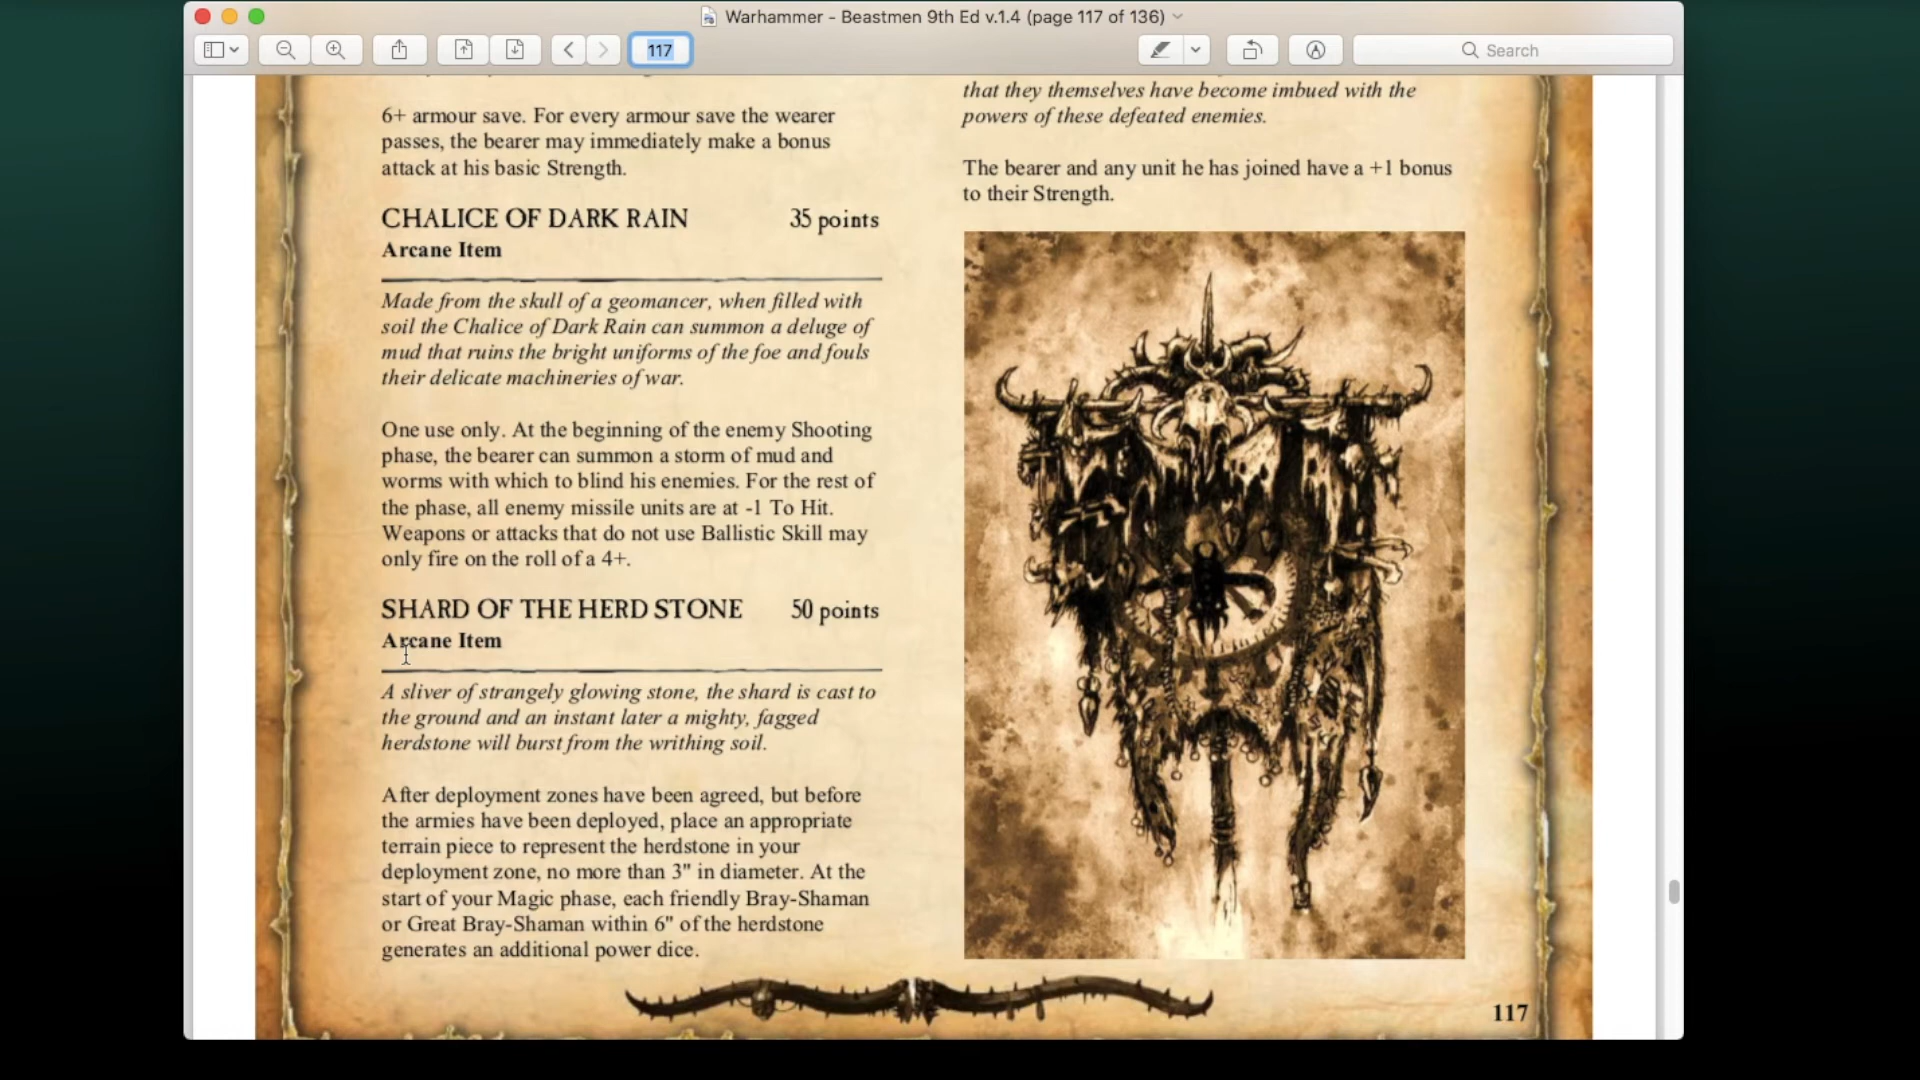 Warhammer - Beastmen 9th Ed v.1.4 (page 117 of 136)
117
Search
6+ armour save. For every armour save the wearer
passes, the bearer may immediately make a bonus
attack at his basic Strength.
CHALICE OF DARK RAIN 35 points
Arcane Item
Made from the skull of a geomancer, when filled with
soil the Chalice of Dark Rain can summon a deluge of
mud that ruins the bright uniforms of the foe and fouls
their delicate machineries of war.
One use only. At the beginning of the enemy Shooting
phase, the bearer can summon a storm of mud and
worms with which to blind his enemies. For the rest of
the phase, all enemy missile units are at -1 To Hit.
Weapons or attacks that do not use Ballistic Skill may
only fire on the roll of a 4+.
SHARD OF THE HERD STONE 50 points
Arcane Item
A sliver of strangely glowing stone, the shard is cast to
the ground and an instant later a mighty, fagged
herdstone will burst from the writhing soil.
After deployment zones have been agreed, but before
the armies have been deployed, place an appropriate
terrain piece to represent the herdstone in your
deployment zone, no more than 3" in diameter. At the
start of your Magic phase, each friendly Bray-Shaman
or Great Bray-Shaman within 6" of the herdstone
generates an additional power dice.
that they themselves have become imbued with the
powers of these defeated enemies.
The bearer and any unit he has joined have a +1 bonus
to their Strength.
117